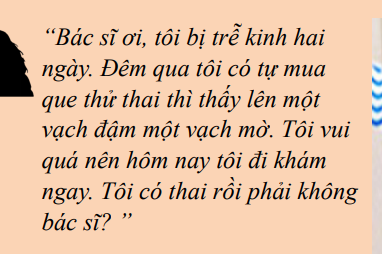 “Bác sĩ ơi, tôi bị trễ kinh hai
ngày. Đêm qua tôi có tự mua
que thử thai thì thấy lên một
vạch đậm một vạch mờ. Tôi vui
quá nên hôm nay tôi đi khám
ngay. Tôi có thai rồi phải không
bác sĩ? ”